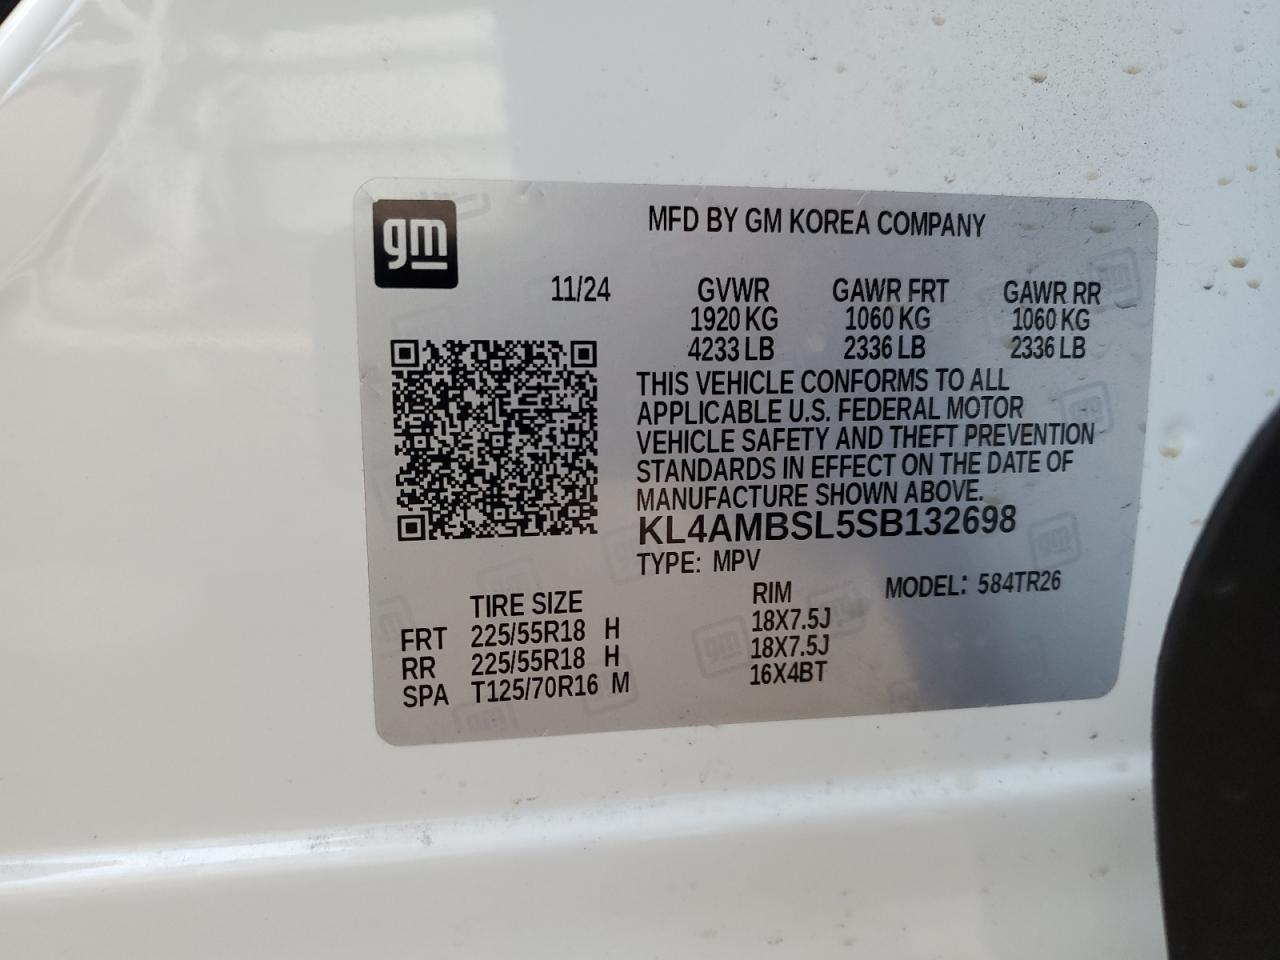 gm
MFD BY GM KOREA COMPANY
11/24 GVWR GAWR FRT GAWR RR
1920 KG 1060 KG 1060 KG
4233 LB 2336 LB 2336 LB
THIS VEHICLE CONFORMS TO ALL
APPLICABLE U.S. FEDERAL MOTOR
VEHICLE SAFETY AND THEFT PREVENTION
STANDARDS IN EFFECT ON THE DATE OF
MANUFACTURE SHOWN ABOVE.
KL4AMBSL5SB132698
TYPE: MPV
MODEL: 584TR26
TIRE SIZE RIM
FRT 225/55R18 H 18X7.5J
RR 225/55R18 H 18X7.5J
SPA T125/70R16 M 16X4BT